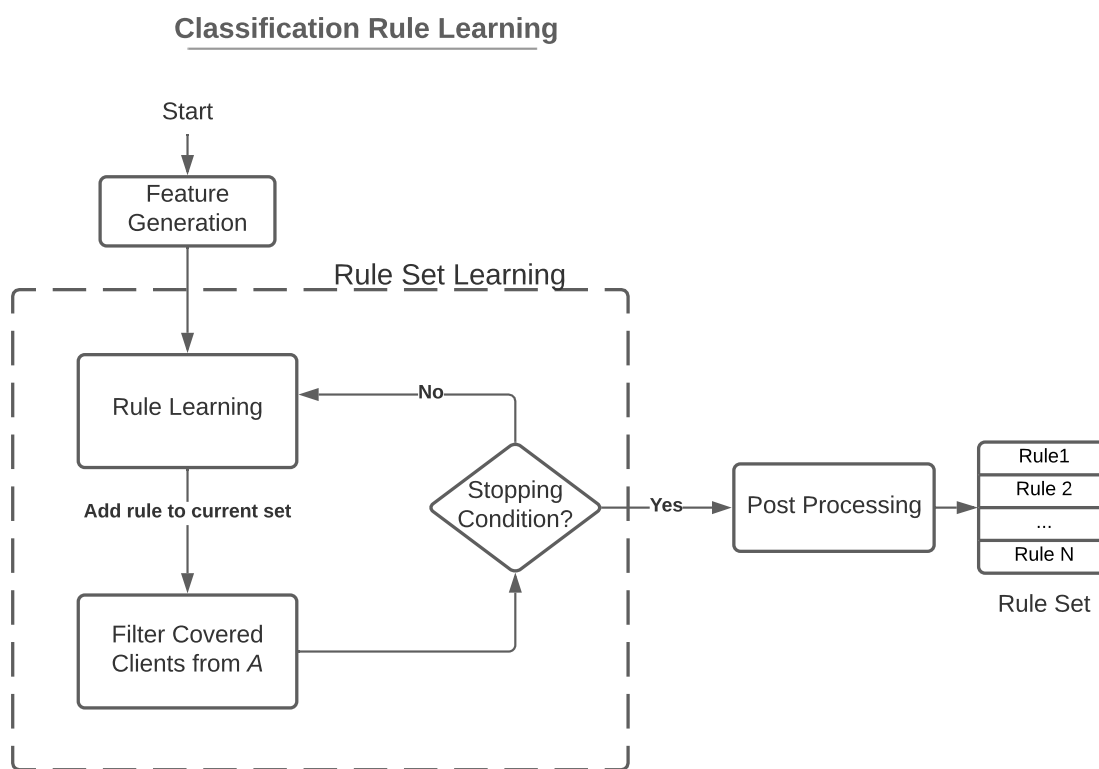 Classification Rule Learning
Start
Feature
Generation
Rule Set Learning
Rule Learning
No
Add rule to current set
Stopping
Condition?
Yes
Post Processing
Rule1
Rule 2
...
Rule N
Rule Set
Filter Covered
Clients from A